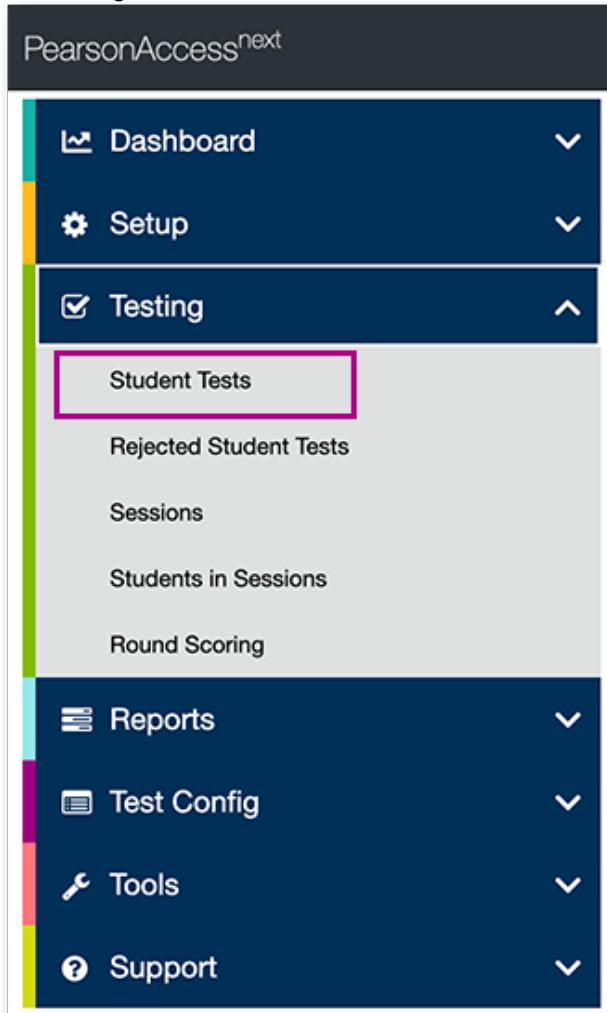 PearsonAccessnext
Dashboard
Setup
Testing
Student Tests
Rejected Student Tests
Sessions
Students in Sessions
Round Scoring
Reports
Test Config
Tools
Support